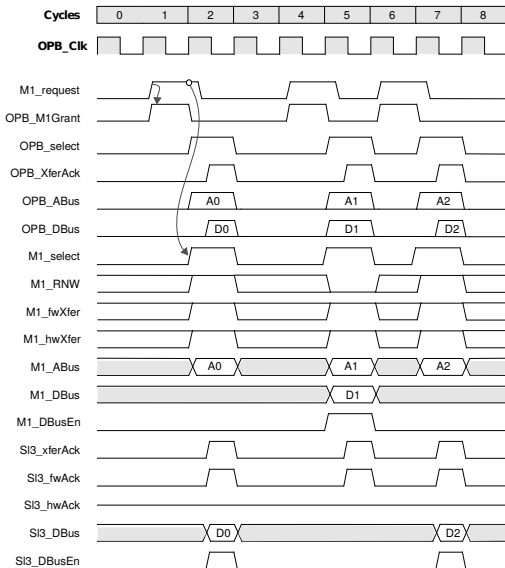 Cycles 0 1 2 3 4 5 6 7 8
OPB_Clk
M1_request
OPB_M1Grant
OPB_select
OPB_XferAck
OPB_ABus A0 A1 A2
OPB_DBus D0 D1 D2
M1_select
M1_RNW
M1_fwXfer
M1_hwXfer
M1_ABus A0 A1 A2
M1_DBus D1
M1_DBusEn
Sl3_xferAck
Sl3_fwAck
Sl3_hwAck
Sl3_DBus D0 D2
Sl3_DBusEn